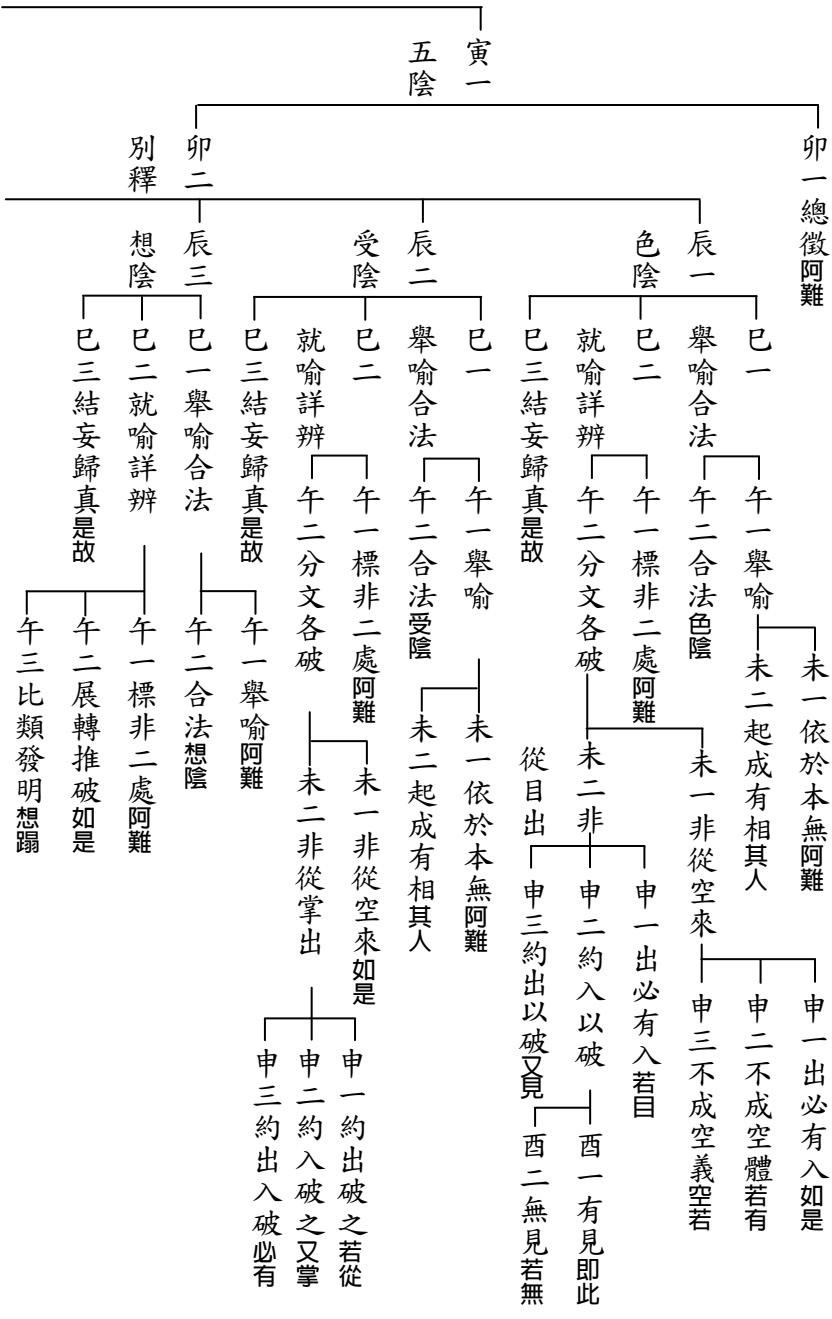 寅一
五陰
卯一總徵阿難
卯二
別釋
辰一
色陰
巳一
舉喻合法
午一舉喻
未一依於本無阿難
未二起成有相其人
午二合法色陰
巳二
就喻詳辨
午一標非二處阿難
午二分文各破
未一非從空來
申一出必有入如是
申二不成空體若有
申三不成空義空若
未二非
從目出
申一出必有入若目
申二約入以破
酉一有見即此
酉二無見若無
申三約出以破又見
巳三結妄歸真是故
辰二
受陰
巳一
舉喻合法
午一舉喻
未一依於本無阿難
未二起成有相其人
午二合法受陰
巳二
就喻詳辨
午一標非二處阿難
午二分文各破
未一非從空來如是
未二非從掌出
申一約出破之若從
申二約入破之又掌
申三約出入破必有
巳三結妄歸真是故
辰三
想陰
巳一舉喻合法
午一舉喻阿難
午二合法想陰
巳二就喻詳辨
午一標非二處阿難
午二展轉推破如是
午三比類發明想蹋
巳三結妄歸真是故